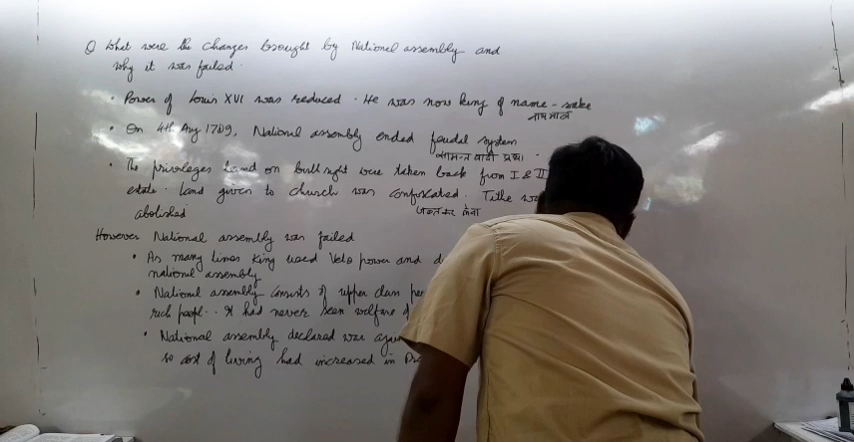 Q What were the changes brought by National assembly and
why it was failed.
• Power of Louis XVI was reduced. He was now king of name-sake
नाममात्र
• On 4th Aug 1789, National assembly ended feudal system
सामन्तवादी प्रथा.
• The privileges based on birth right were taken back from I & II
estate. Land given to church was confiscated. Tithe
abolished
जब्त कर लेना
However National assembly was failed
• As many times King used Veto power and
national assembly
• National assembly consists of upper class
rich people.. It had never seen welfare
• National assembly declared war
so cost of living had increased in